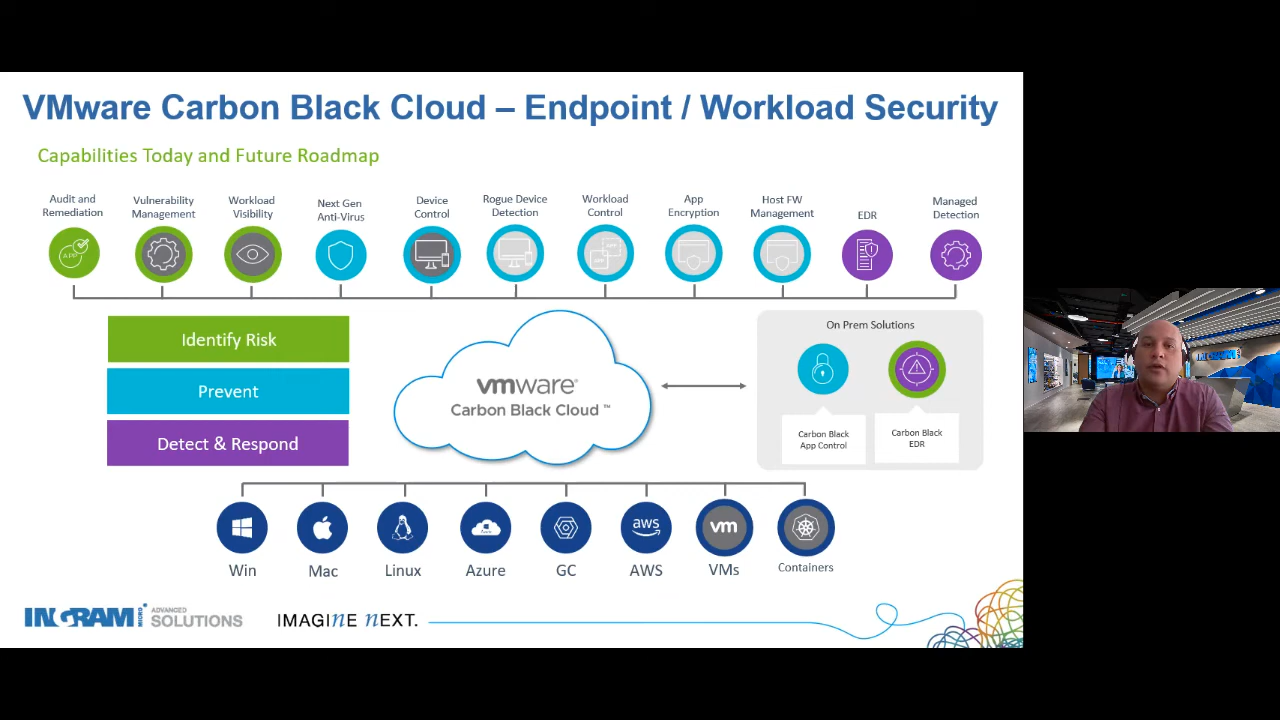 VMware Carbon Black Cloud – Endpoint / Workload Security
Capabilities Today and Future Roadmap
Audit and
Remediation
Vulnerability
Management
Workload
Visibility
Next Gen
Anti-Virus
Device
Control
Rogue Device
Detection
Workload
Control
App
Encryption
Host FW
Management
EDR
Managed
Detection
APP
Identify Risk
Prevent
Detect & Respond
vmware®
Carbon Black Cloud ™
On Prem Solutions
Carbon Black
App Control
Carbon Black
EDR
aws
vm
Win
Mac
Linux
Azure
GC
AWS
VMs
Containers
INGRAM MICRO ADVANCED
SOLUTIONS
IMAGINE NEXT.